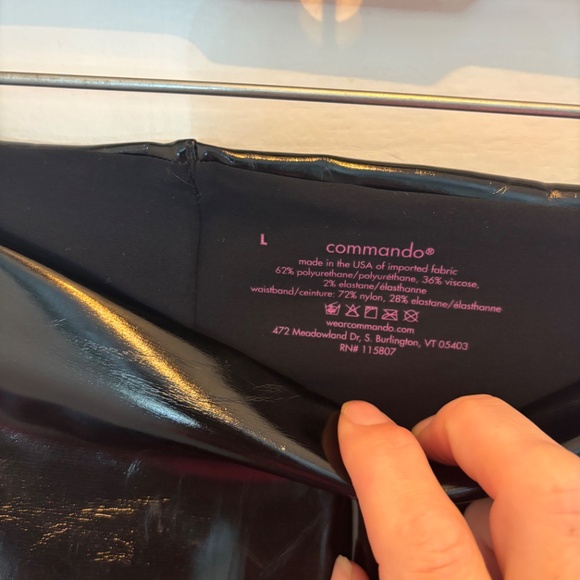 L
commando®
made in the USA of imported fabric
62% polyurethane/polyuréthane, 36% viscose,
2% elastane/élasthanne
waistband/ceinture: 72% nylon, 28% elastane/élasthanne
wearcommando.com
472 Meadowland Dr, S. Burlington, VT 05403
RN# 115807